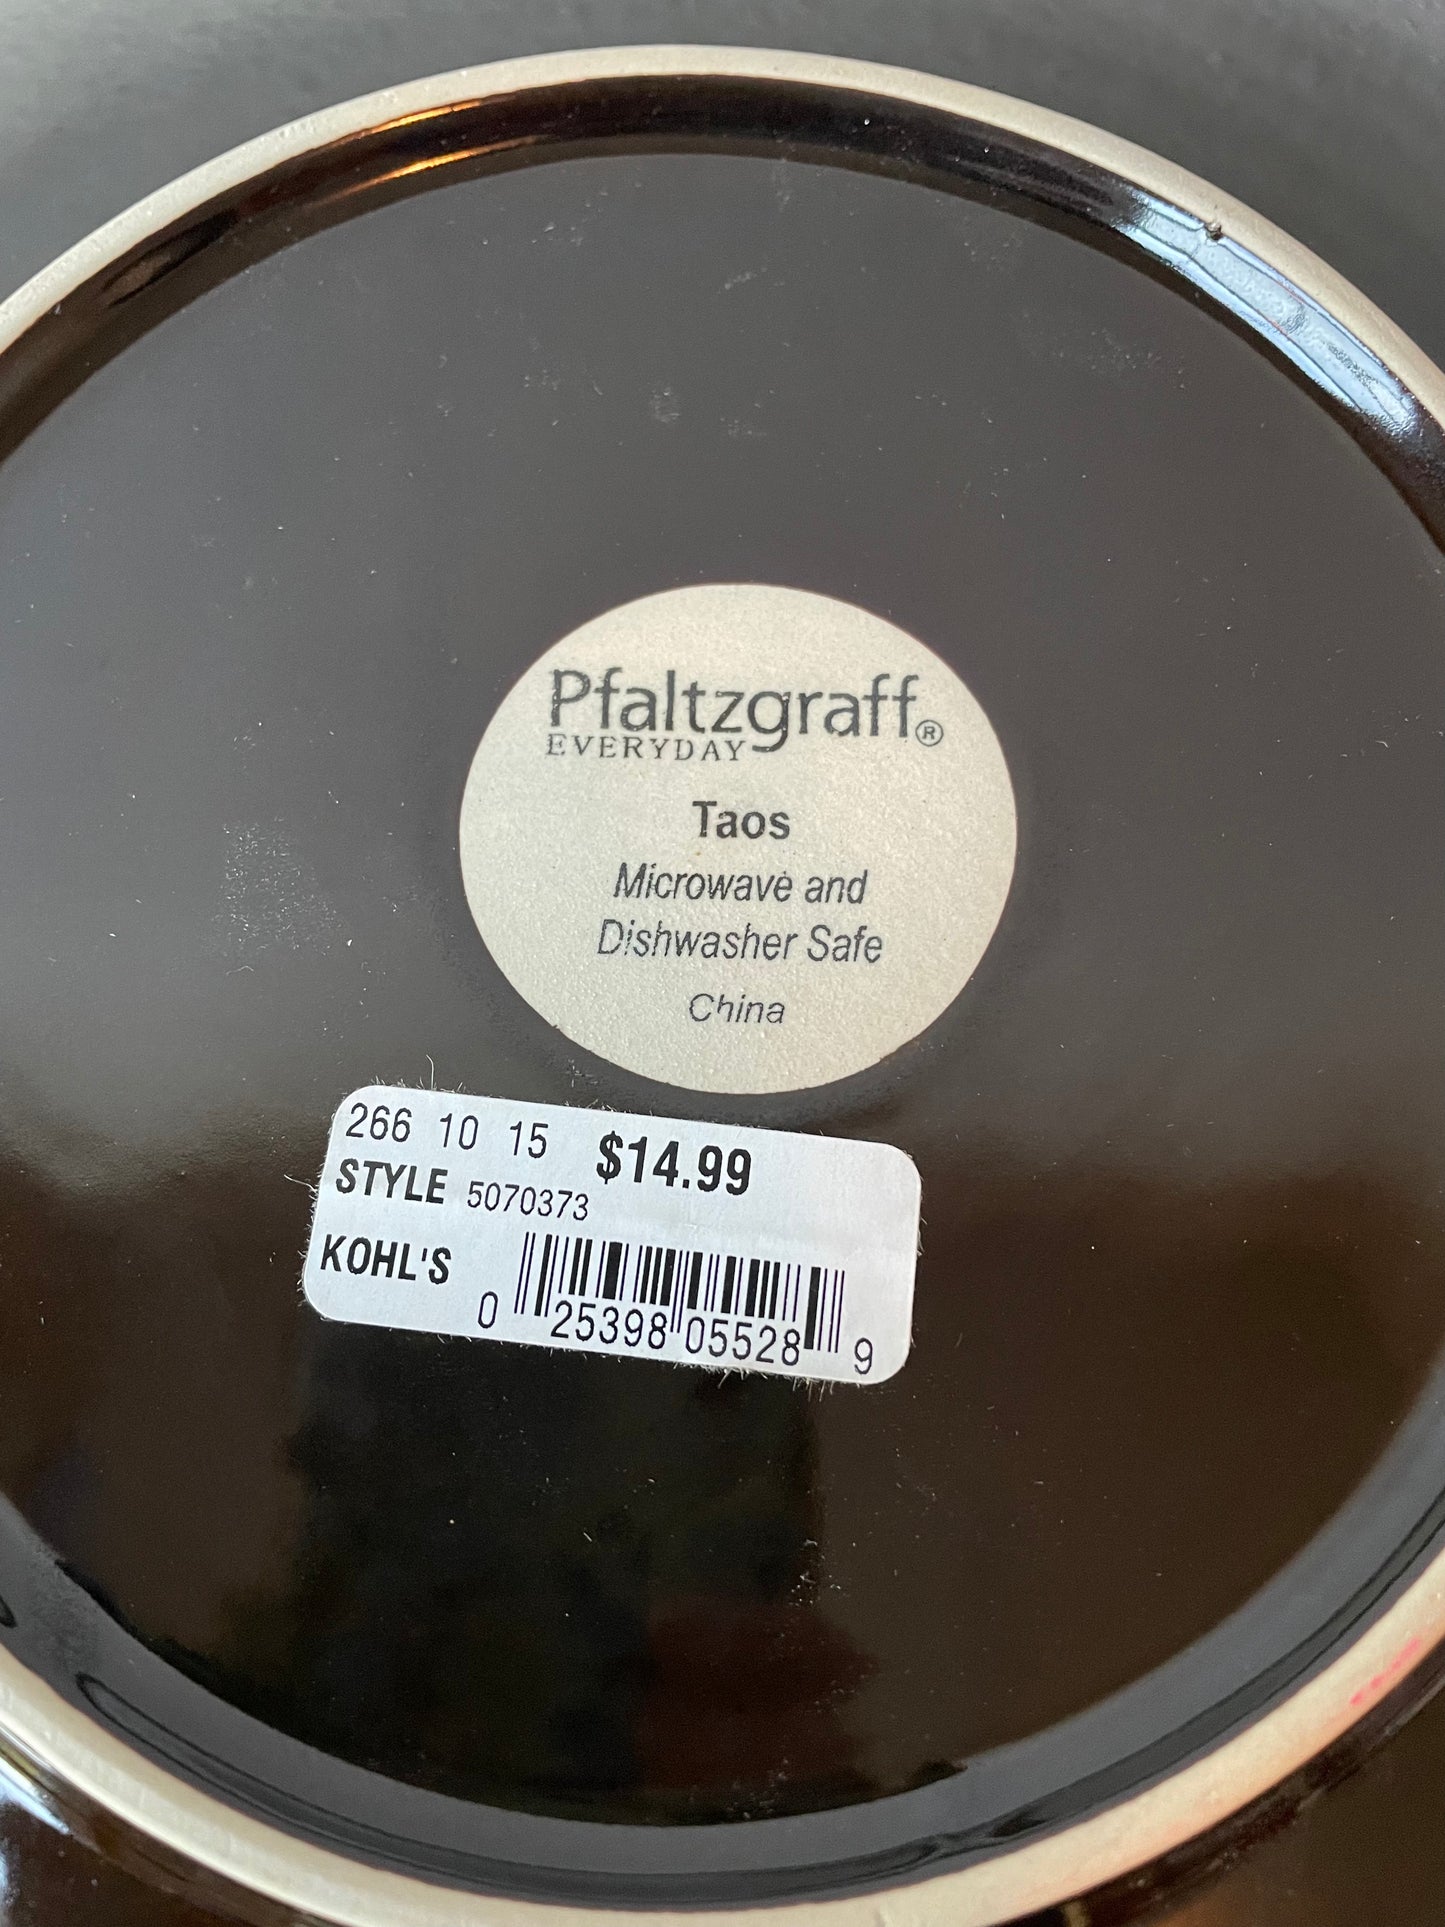 Pfaltzgraff®
EVERYDAY
Taos
Microwave and
Dishwasher Safe
China
266 10 15 $14.99
STYLE 5070373
KOHL'S
0 25398 05528 9